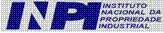 INPI
INSTITUTO
NACIONAL DA
PROPRIEDADE
INDUSTRIAL